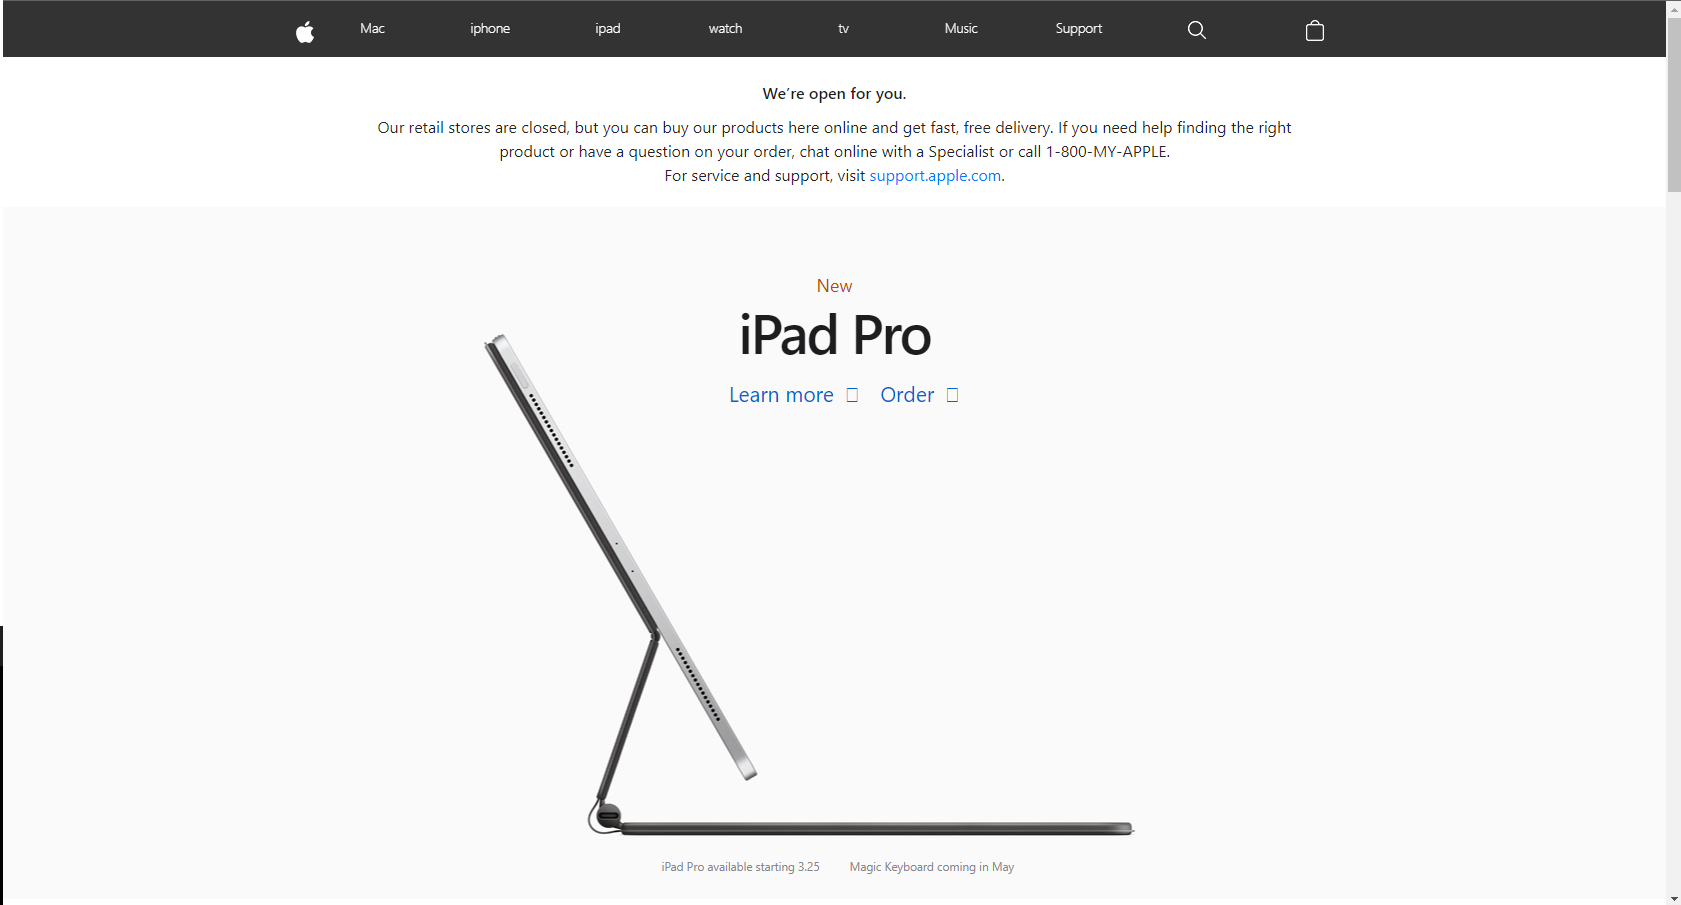 Mac iphone ipad watch tv Music Support
We're open for you.
Our retail stores are closed, but you can buy our products here online and get fast, free delivery. If you need help finding the right
product or have a question on your order, chat online with a Specialist or call 1-800-MY-APPLE.
For service and support, visit support.apple.com.
New
iPad Pro
Learn more Order
iPad Pro available starting 3.25 Magic Keyboard coming in May